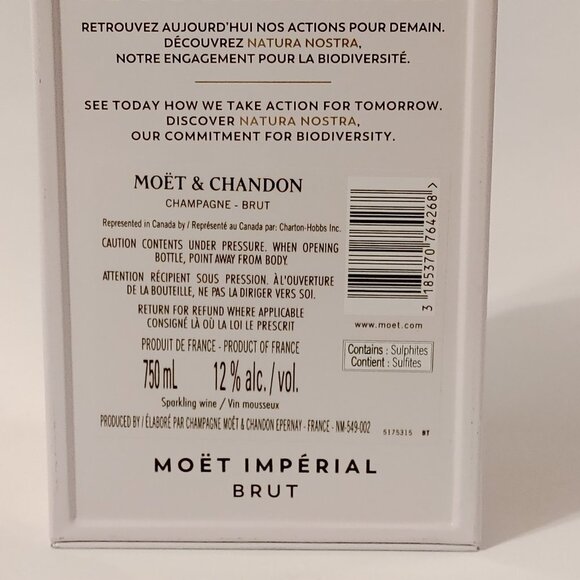 RETROUVEZ AUJOURD'HUI NOS ACTIONS POUR DEMAIN.
DÉCOUVREZ NATURA NOSTRA,
NOTRE ENGAGEMENT POUR LA BIODIVERSITÉ.
SEE TODAY HOW WE TAKE ACTION FOR TOMORROW.
DISCOVER NATURA NOSTRA,
OUR COMMITMENT FOR BIODIVERSITY.
MOËT & CHANDON
CHAMPAGNE - BRUT
Represented in Canada by / Représenté au Canada par: Charton-Hobbs Inc.
CAUTION CONTENTS UNDER PRESSURE. WHEN OPENING
BOTTLE, POINT AWAY FROM BODY.
ATTENTION RÉCIPIENT SOUS PRESSION. À L'OUVERTURE
DE LA BOUTEILLE, NE PAS LA DIRIGER VERS SOI.
RETURN FOR REFUND WHERE APPLICABLE
CONSIGNÉ LÀ OÙ LA LOI LE PRESCRIT
PRODUIT DE FRANCE - PRODUCT OF FRANCE
750 mL 12 % alc. / vol.
Sparkling wine / Vin mousseux
PRODUCED BY / ÉLABORÉ PAR CHAMPAGNE MOËT & CHANDON EPERNAY - FRANCE - NM-549-002
3 185370 764268 >
www.moet.com
Contains : Sulphites
Contient : Sulfites
5175315 BT
MOËT IMPÉRIAL
BRUT